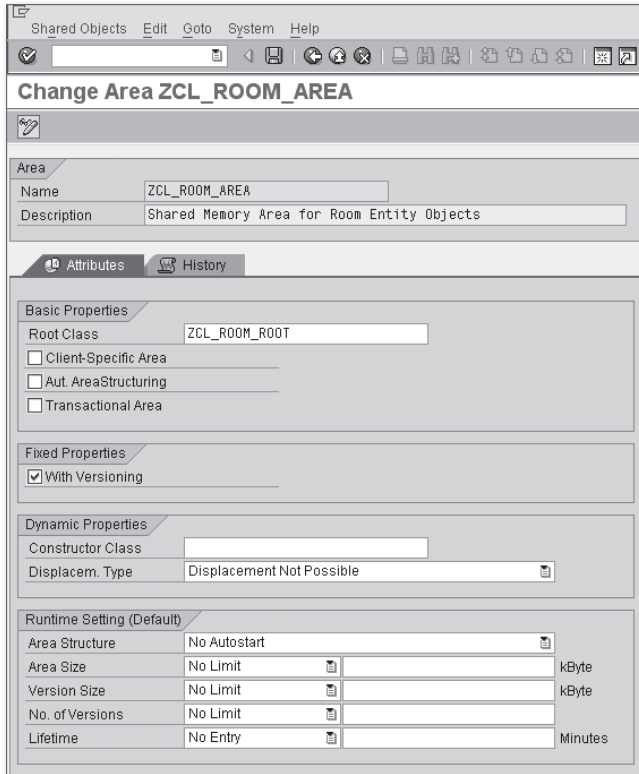 Shared Objects Edit Goto System Help
Change Area ZCL_ROOM_AREA
Area
Name ZCL_ROOM_AREA
Description Shared Memory Area for Room Entity Objects
Attributes History
Basic Properties
Root Class ZCL_ROOM_ROOT
Client-Specific Area
Aut. AreaStructuring
Transactional Area
Fixed Properties
With Versioning
Dynamic Properties
Constructor Class
Displacem. Type Displacement Not Possible
Runtime Setting (Default)
Area Structure No Autostart
Area Size No Limit kByte
Version Size No Limit kByte
No. of Versions No Limit
Lifetime No Entry Minutes